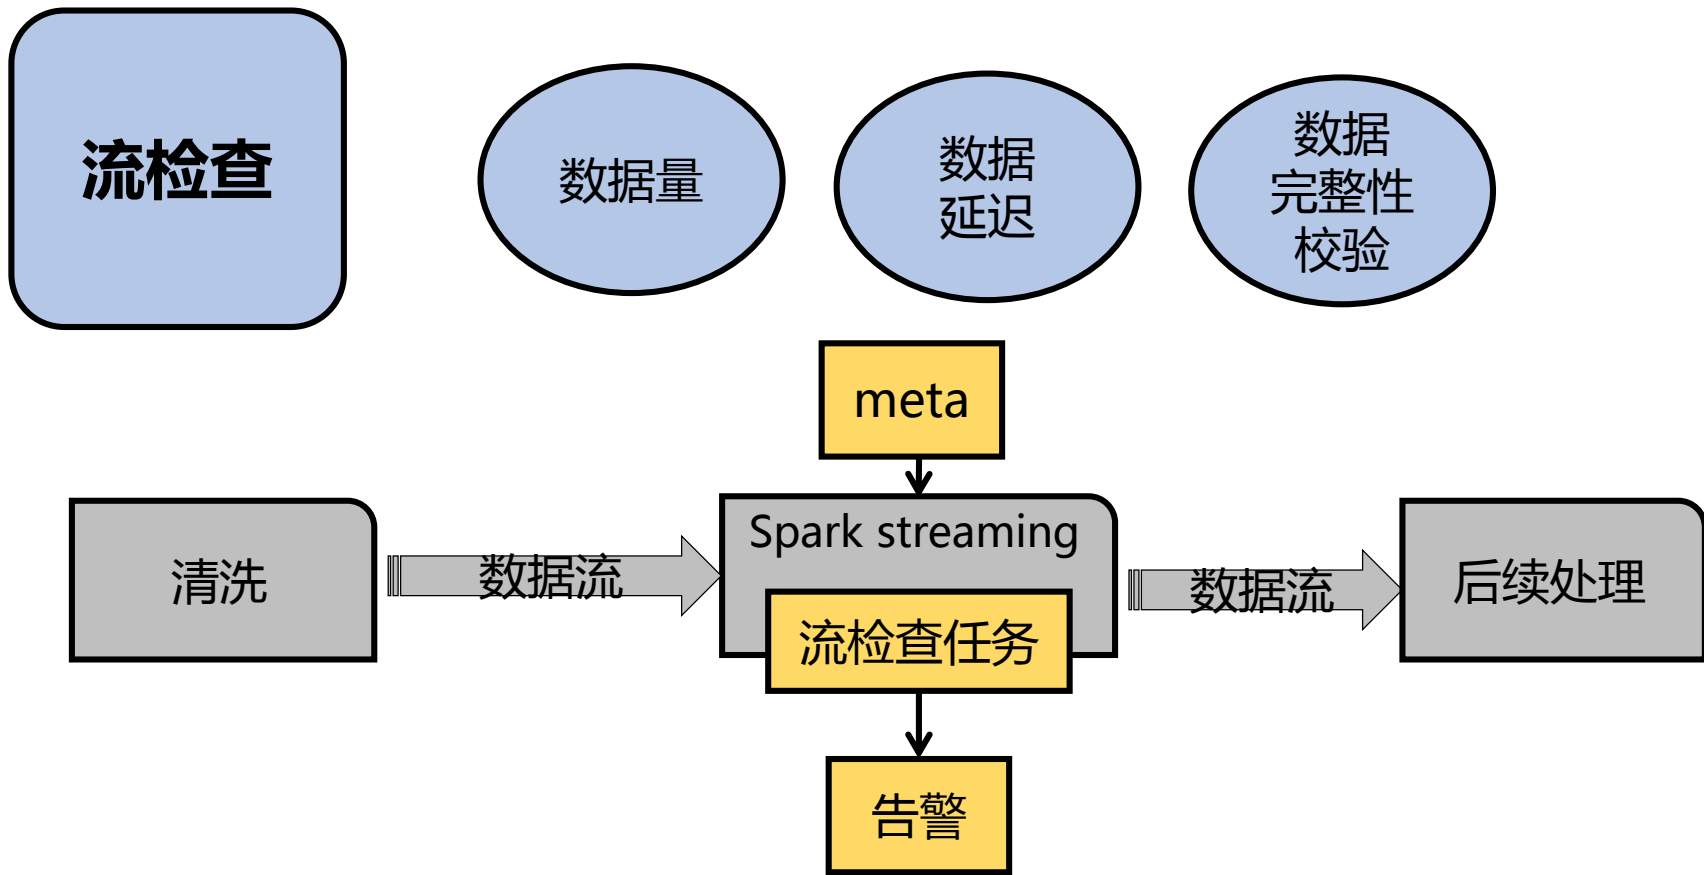 流检查
数据量
数据
延迟
数据
完整性
校验
meta
清洗
数据流
Spark streaming
流检查任务
数据流
后续处理
告警